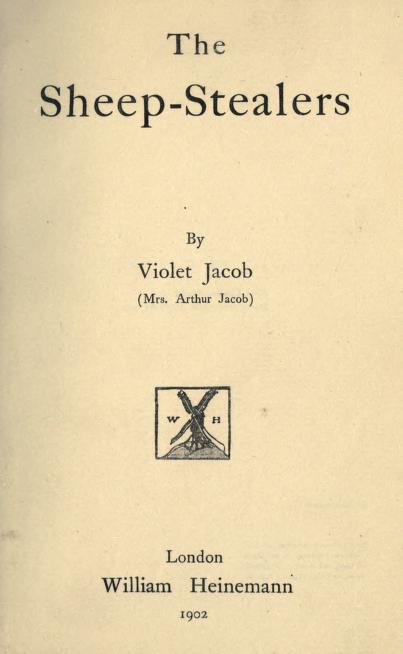 The
Sheep-Stealers
By
Violet Jacob
(Mrs. Arthur Jacob)
W H
London
William Heinemann
1902